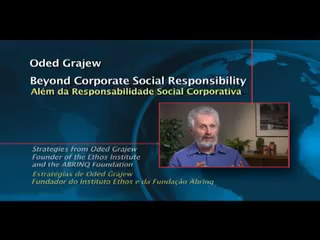 Oded Grajew
Beyond Corporate Social Responsibility
Além da Responsabilidade Social Corporativa
Strategies from Oded Grajew
Founder of the Ethos Institute
and the ABRINQ Foundation
Estratégias de Oded Grajew
Fundador do Instituto Ethos e da Fundação Abrinq